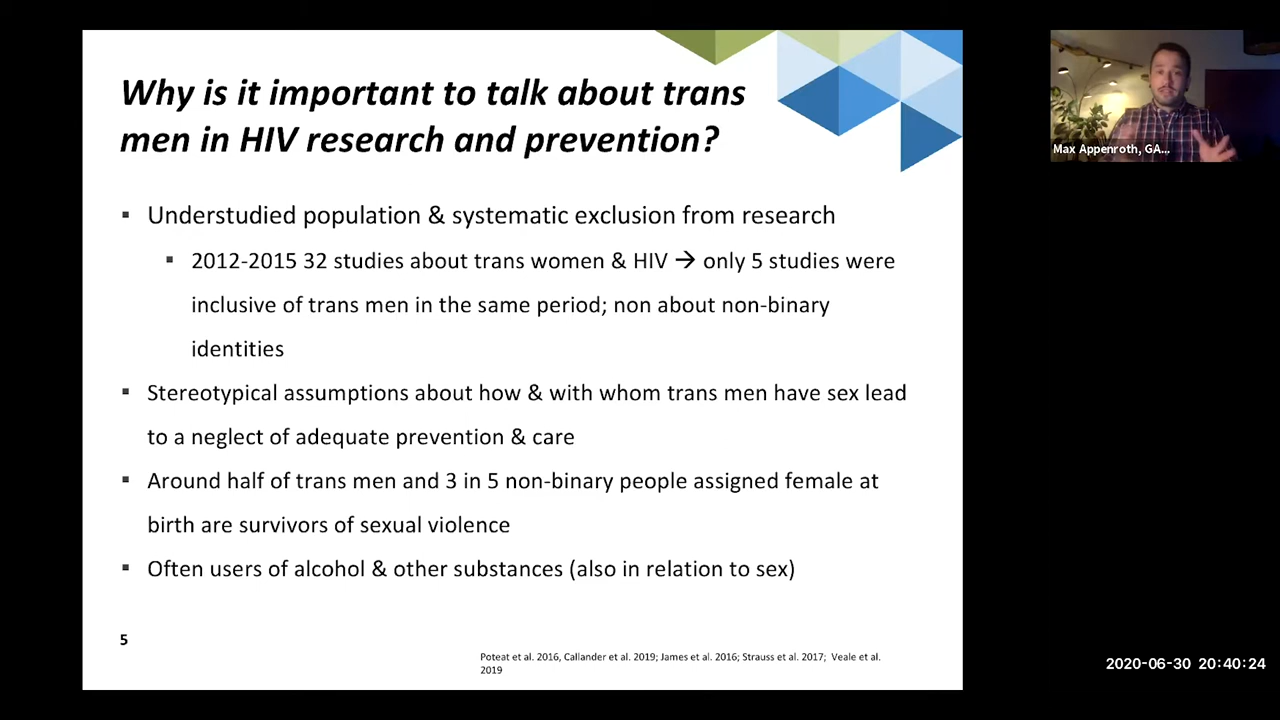 Why is it important to talk about trans
men in HIV research and prevention?
▪ Understudied population & systematic exclusion from research
▪ 2012-2015 32 studies about trans women & HIV → only 5 studies were
inclusive of trans men in the same period; non about non-binary
identities
▪ Stereotypical assumptions about how & with whom trans men have sex lead
to a neglect of adequate prevention & care
▪ Around half of trans men and 3 in 5 non-binary people assigned female at
birth are survivors of sexual violence
▪ Often users of alcohol & other substances (also in relation to sex)
5
Poteat et al. 2016, Callander et al. 2019; James et al. 2016; Strauss et al. 2017; Veale et al.
2019
Max Appenroth, GA...
2020-06-30 20:40:24